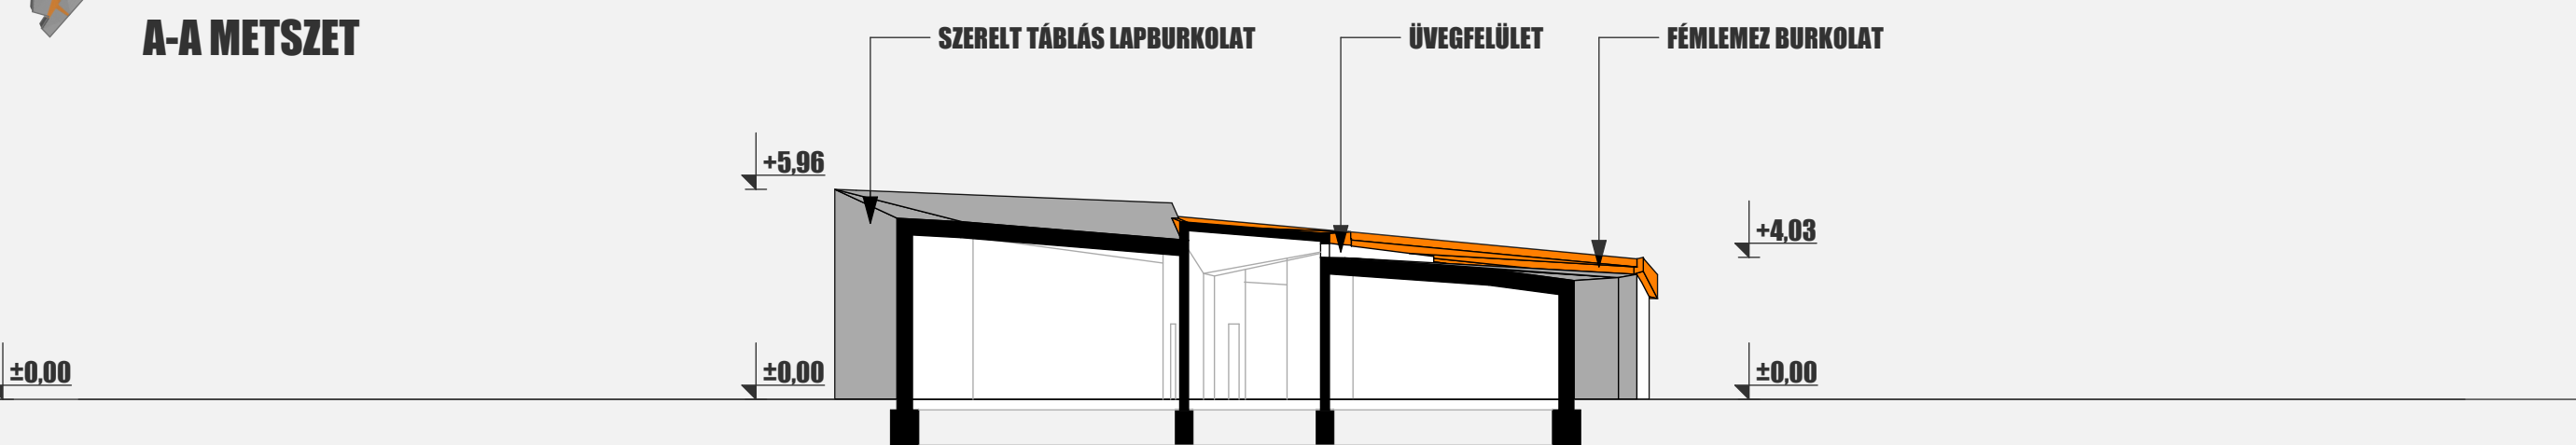 A-A METSZET
SZERELT TÁBLÁS LAPBURKOLAT
ÜVEGFELÜLET
FÉMLEMEZ BURKOLAT
+5,96
+4,03
±0,00
±0,00
±0,00